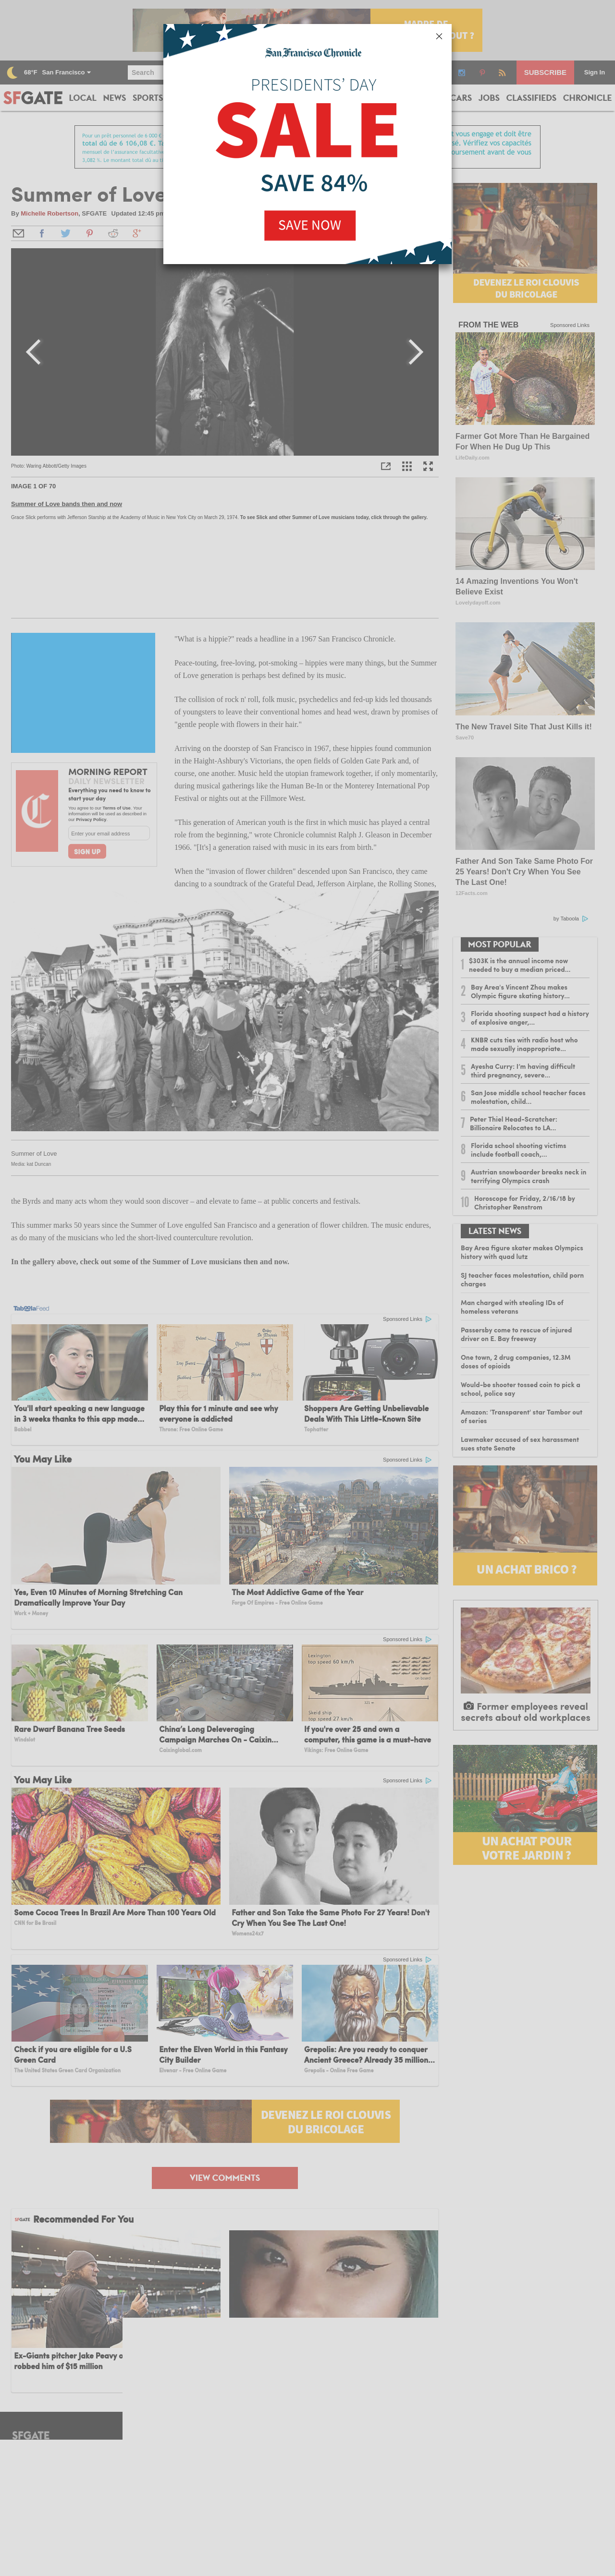 San Francisco Chronicle
PRESIDENTS' DAY
SALE
SAVE 84%
SAVE NOW
68°F San Francisco
Search
SUBSCRIBE
Sign In
SFGATE LOCAL NEWS SPORTS
CARS JOBS CLASSIFIEDS CHRONICLE
Summer of Love
By Michelle Robertson, SFGATE Updated 12:45 pm
Photo: Waring Abbott/Getty Images
IMAGE 1 OF 70
Summer of Love bands then and now
Grace Slick performs with Jefferson Starship at the Academy of Music in New York City on March 29, 1974. To see Slick and other Summer of Love musicians today, click through the gallery.
"What is a hippie?" reads a headline in a 1967 San Francisco Chronicle.
Peace-touting, free-loving, pot-smoking – hippies were many things, but the Summer
of Love generation is perhaps best defined by its music.
The collision of rock n' roll, folk music, psychedelics and fed-up kids led thousands
of youngsters to leave their conventional homes and head west, drawn by promises of
"gentle people with flowers in their hair."
Arriving on the doorstep of San Francisco in 1967, these hippies found communion
in the Haight-Ashbury's Victorians, the open fields of Golden Gate Park and, of
course, one another. Music held the utopian framework together, if only momentarily,
during musical gatherings like the Human Be-In or the Monterey International Pop
Festival or nights out at the Fillmore West.
"This generation of American youth is the first in which music has played a central
role from the beginning," wrote Chronicle columnist Ralph J. Gleason in December
1966. "[It's] a generation raised with music in its ears from birth."
When the "invasion of flower children" descended upon San Francisco, they came
dancing to a soundtrack of the Grateful Dead, Jefferson Airplane, the Rolling Stones,
MORNING REPORT
DAILY NEWSLETTER
Everything you need to know to
start your day
You agree to our Terms of Use. Your
information will be used as described in
our Privacy Policy.
Enter your email address
SIGN UP
Summer of Love
Media: bat Duncan
the Byrds and many acts whom they would soon discover – and elevate to fame – at public concerts and festivals.
This summer marks 50 years since the Summer of Love engulfed San Francisco and a generation of flower children. The music endures,
as do many of the musicians who led the short-lived counterculture revolution.
In the gallery above, check out some of the Summer of Love musicians then and now.
Taboola Feed
Sponsored Links
You'll start speaking a new language
in 3 weeks thanks to this app made...
Babbel
Play this for 1 minute and see why
everyone is addicted
Throne: Free Online Game
Shoppers Are Getting Unbelievable
Deals With This Little-Known Site
Tophatter
You May Like
Sponsored Links
Yes, Even 10 Minutes of Morning Stretching Can
Dramatically Improve Your Day
Work + Money
The Most Addictive Game of the Year
Forge Of Empires - Free Online Game
Sponsored Links
Rare Dwarf Banana Tree Seeds
China's Long Deleveraging
Campaign Marches On - Caixin...
Caixinglobal.com
If you're over 25 and own a
computer, this game is a must-have
Vikings: Free Online Game
You May Like
Sponsored Links
Some Cocoa Trees In Brazil Are More Than 100 Years Old
CNN for Be Brasil
Father and Son Take the Same Photo For 27 Years! Don't
Cry When You See The Last One!
Womens24x7
Sponsored Links
Check if you are eligible for a U.S
Green Card
The United States Green Card Organization
Enter the Elven World in this Fantasy
City Builder
Elvenar - Free Online Game
Grepolis: Are you ready to conquer
Ancient Greece? Already 35 million...
Grepolis - Online Free Game
DEVENEZ LE ROI CLOUVIS
DU BRICOLAGE
VIEW COMMENTS
SFGATE Recommended For You
Ex-Giants pitcher Jake Peavy
robbed him of $15 million
SFGATE
DEVENEZ LE ROI CLOUVIS
DU BRICOLAGE
FROM THE WEB
Sponsored Links
Farmer Got More Than He Bargained
For When He Dug Up This
LifeDaily.com
14 Amazing Inventions You Won't
Believe Exist
Lovelydayoff.com
The New Travel Site That Just Kills it!
Save70
Father And Son Take Same Photo For
25 Years! Don't Cry When You See
The Last One!
12Facts.com
by Taboola
MOST POPULAR
1 $303K is the annual income now
needed to buy a median priced...
2 Bay Area's Vincent Zhou makes
Olympic figure skating history...
3 Florida shooting suspect had a history
of explosive anger,...
4 KNBR cuts ties with radio host who
made sexually inappropriate...
5 Ayesha Curry: I'm having difficult
third pregnancy, severe...
6 San Jose middle school teacher faces
molestation, child...
7 Peter Thiel Head-Scratcher:
Billionaire Relocates to LA...
8 Florida school shooting victims
include football coach,...
9 Austrian snowboarder breaks neck in
terrifying Olympics crash
10 Horoscope for Friday, 2/16/18 by
Christopher Renstrom
LATEST NEWS
Bay Area figure skater makes Olympics
history with quad lutz
SJ teacher faces molestation, child porn
charges
Man charged with stealing IDs of
homeless veterans
Passersby come to rescue of injured
driver on E. Bay freeway
One town, 2 drug companies, 12.3M
doses of opioids
Would-be shooter tossed coin to pick a
school, police say
Amazon: 'Transparent' star Tambor out
of series
Lawmaker accused of sex harassment
sues state Senate
UN ACHAT BRICO ?
Former employees reveal
secrets about old workplaces
UN ACHAT POUR
VOTRE JARDIN ?